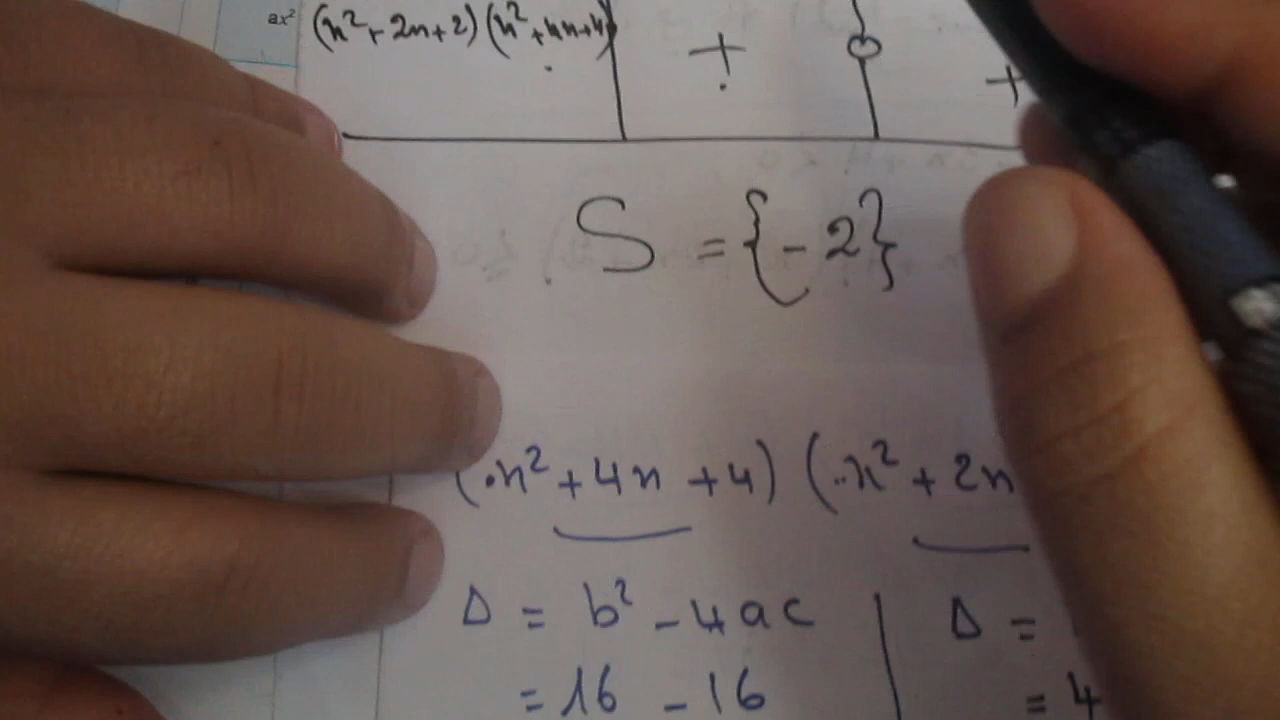 ax² (x²+2x+2)(x²+4x+4) + +
S = {-2}
(x²+4x+4)(x²+2x
Δ = b²-4ac Δ =
= 16 - 16 = 4